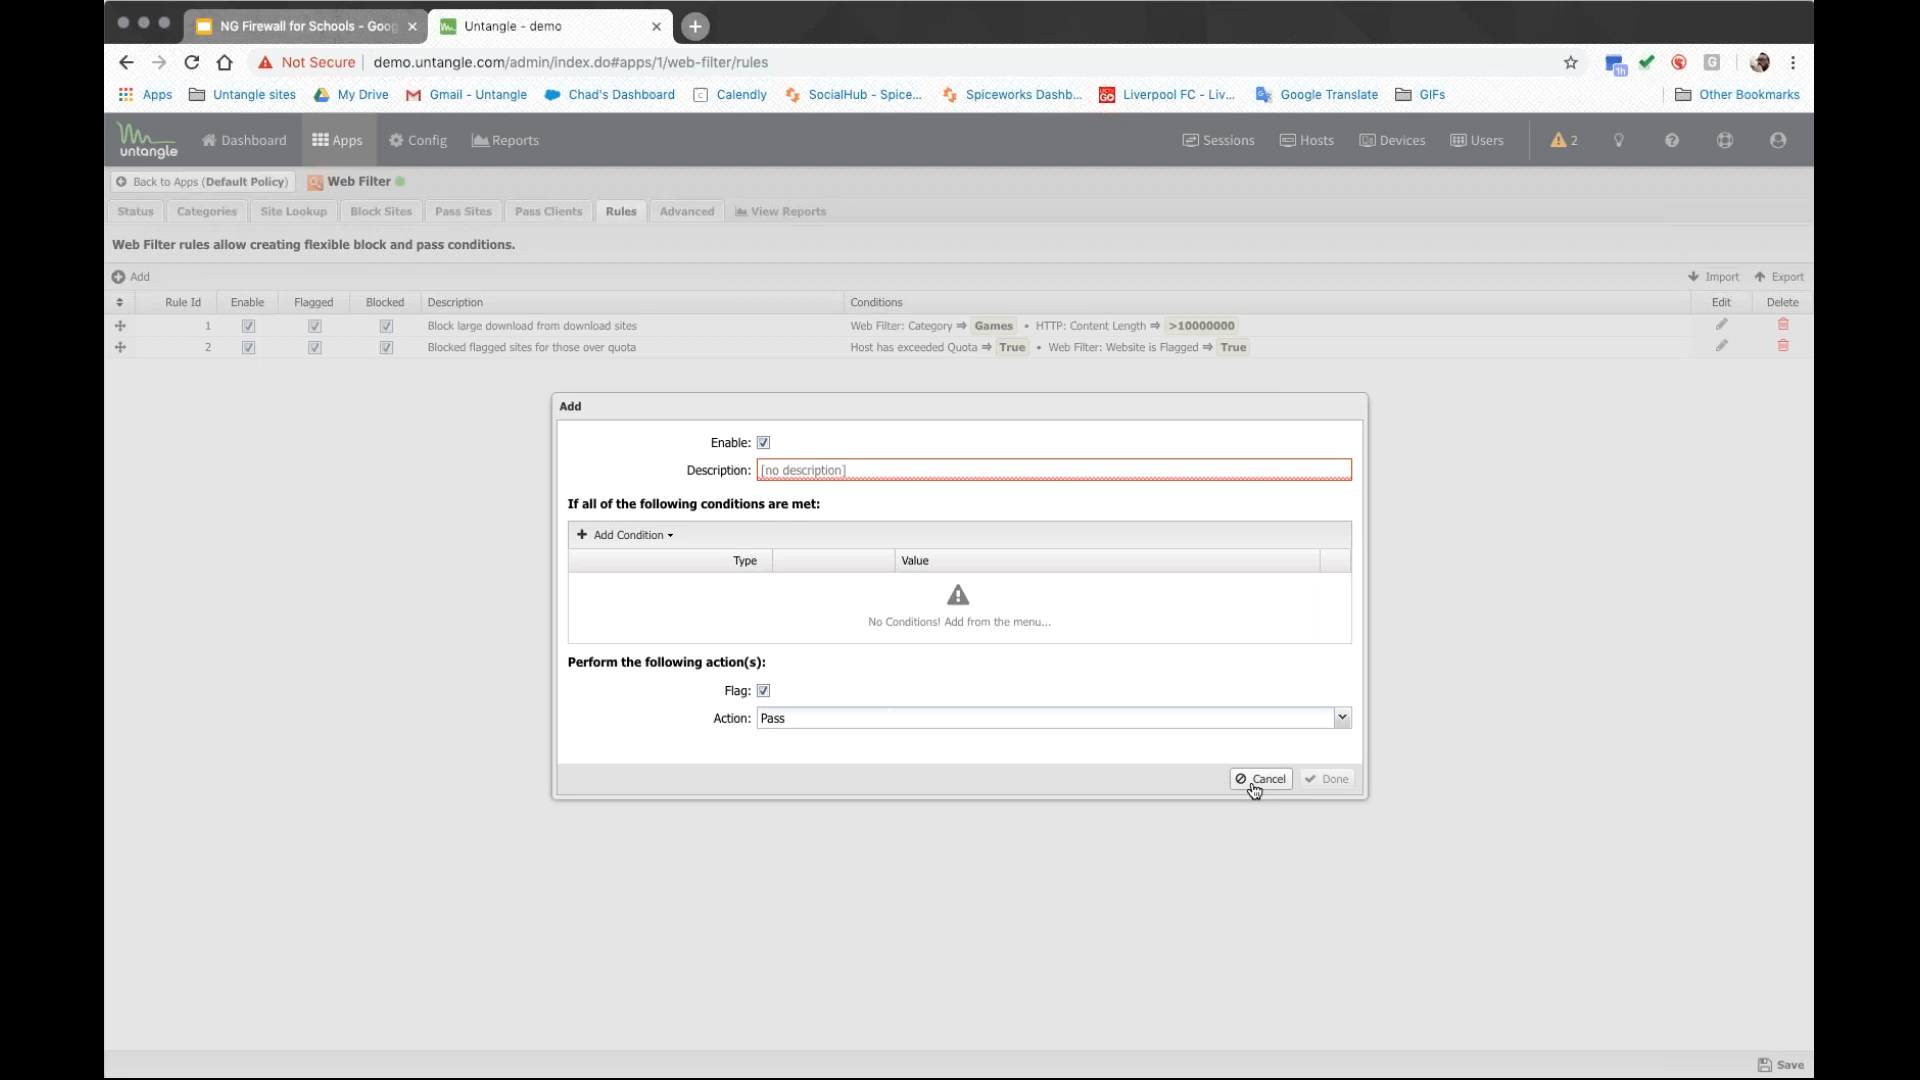 NG Firewall for Schools - Goog
Untangle - demo
Not Secure
demo.untangle.com/admin/index.do#apps/1/web-filter/rules
1h
G
Apps
Untangle sites
My Drive
Gmail - Untangle
Chad's Dashboard
Calendly
SocialHub - Spice...
Spiceworks Dashb...
Liverpool FC - Liv...
Google Translate
GIFs
Other Bookmarks
untangle
Dashboard
Apps
Config
Reports
Sessions
Hosts
Devices
Users
2
Back to Apps (Default Policy)
Web Filter
Status
Categories
Site Lookup
Block Sites
Pass Sites
Pass Clients
Rules
Advanced
View Reports
Web Filter rules allow creating flexible block and pass conditions.
Add
Import
Export
Rule Id
Enable
Flagged
Blocked
Description
Conditions
Edit
Delete
1
Block large download from download sites
Web Filter: Category ⇒ Games • HTTP: Content Length ⇒ >10000000
2
Blocked flagged sites for those over quota
Host has exceeded Quota ⇒ True • Web Filter: Website is Flagged ⇒ True
Add
Enable:
Description: [no description]
If all of the following conditions are met:
Add Condition
Type
Value
No Conditions! Add from the menu...
Perform the following action(s):
Flag:
Action: Pass
Cancel
Done
Save